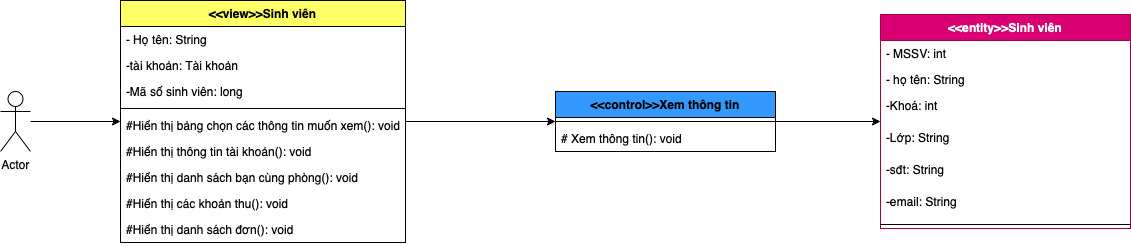 Actor
<<view>>Sinh viên
- Họ tên: String
-tài khoản: Tài khoản
-Mã số sinh viên: long
#Hiển thị bảng chọn các thông tin muốn xem(): void
#Hiển thị thông tin tài khoản(): void
#Hiển thị danh sách bạn cùng phòng(): void
#Hiển thị các khoản thu(): void
#Hiển thị danh sách đơn(): void
<<control>>Xem thông tin
# Xem thông tin(): void
<<entity>>Sinh viên
- MSSV: int
- họ tên: String
-Khoá: int
-Lớp: String
-sđt: String
-email: String